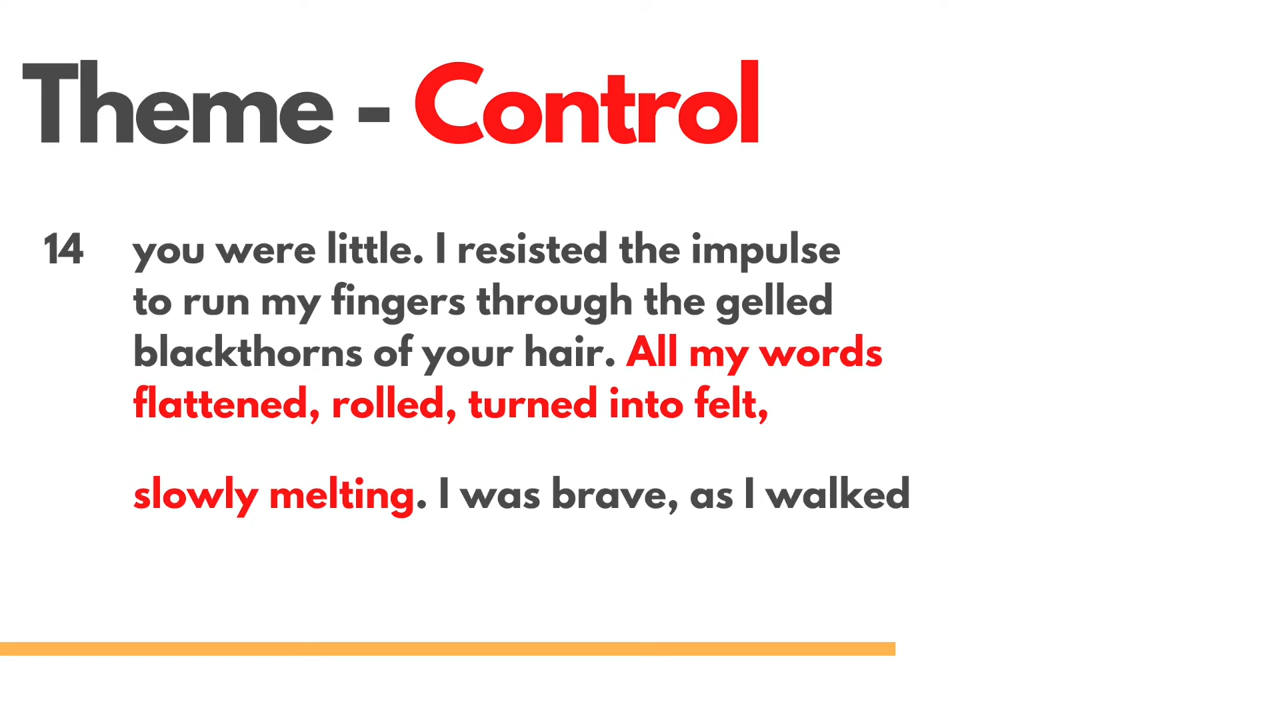 Theme - Control
14 you were little. I resisted the impulse
to run my fingers through the gelled
blackthorns of your hair. All my words
flattened, rolled, turned into felt,
slowly melting. I was brave, as I walked